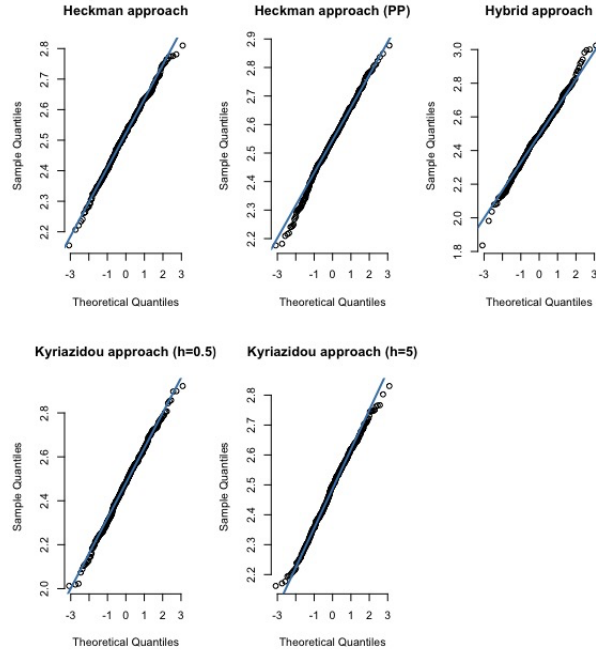 Heckman approach
Heckman approach (PP)
Hybrid approach
Sample Quantiles
2.2 2.3 2.4 2.5 2.6 2.7 2.8
-3 -1 0 1 2 3
Theoretical Quantiles
Sample Quantiles
2.2 2.3 2.4 2.5 2.6 2.7 2.8 2.9
-3 -1 0 1 2 3
Theoretical Quantiles
Sample Quantiles
1.8 2.0 2.2 2.4 2.6 2.8 3.0
-3 -1 0 1 2 3
Theoretical Quantiles
Kyriazidou approach (h=0.5)
Kyriazidou approach (h=5)
Sample Quantiles
2.0 2.2 2.4 2.6 2.8
-3 -1 0 1 2 3
Theoretical Quantiles
Sample Quantiles
2.2 2.3 2.4 2.5 2.6 2.7 2.8
-3 -1 0 1 2 3
Theoretical Quantiles